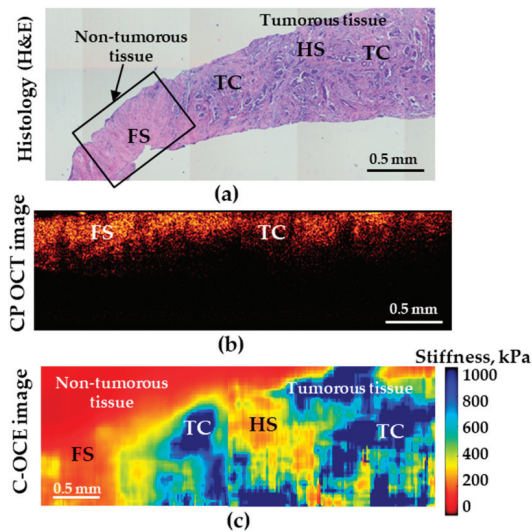 Histology (H&E)
Non-tumorous
tissue
Tumorous tissue
HS
TC
TC
FS
0.5 mm
(a)
CP OCT image
FS
TC
0.5 mm
(b)
C-OCE image
Stiffness, kPa
Non-tumorous
tissue
Tumorous tissue
TC
HS
TC
FS
0.5 mm
1000
800
600
400
200
0
(c)